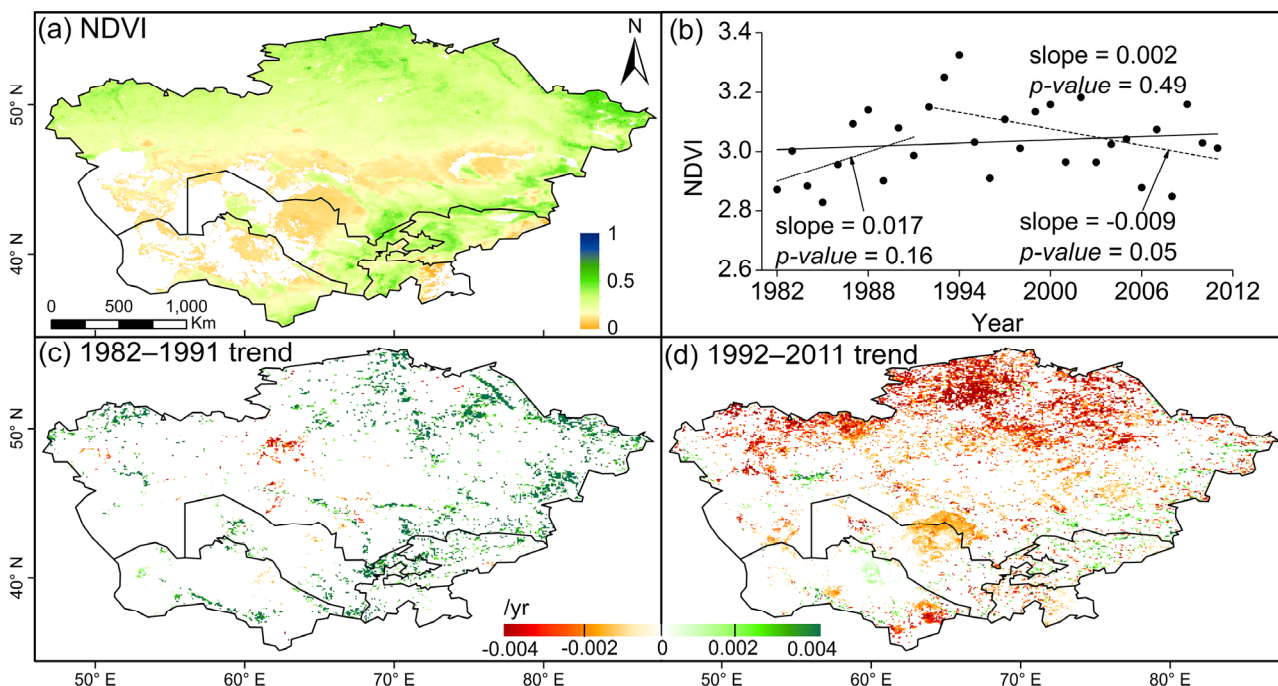 (a) NDVI
N
50° N
40° N
0 500 1,000
Km
1
0.5
0
(b)
3.4
3.2
3.0
2.8
2.6
NDVI
slope = 0.002
p-value = 0.49
slope = 0.017
p-value = 0.16
slope = -0.009
p-value = 0.05
1982 1988 1994 2000 2006 2012
Year
(c) 1982–1991 trend
50° N
40° N
(d) 1992–2011 trend
/yr
-0.004 -0.002 0 0.002 0.004
50° E 60° E 70° E 80° E 50° E 60° E 70° E 80° E